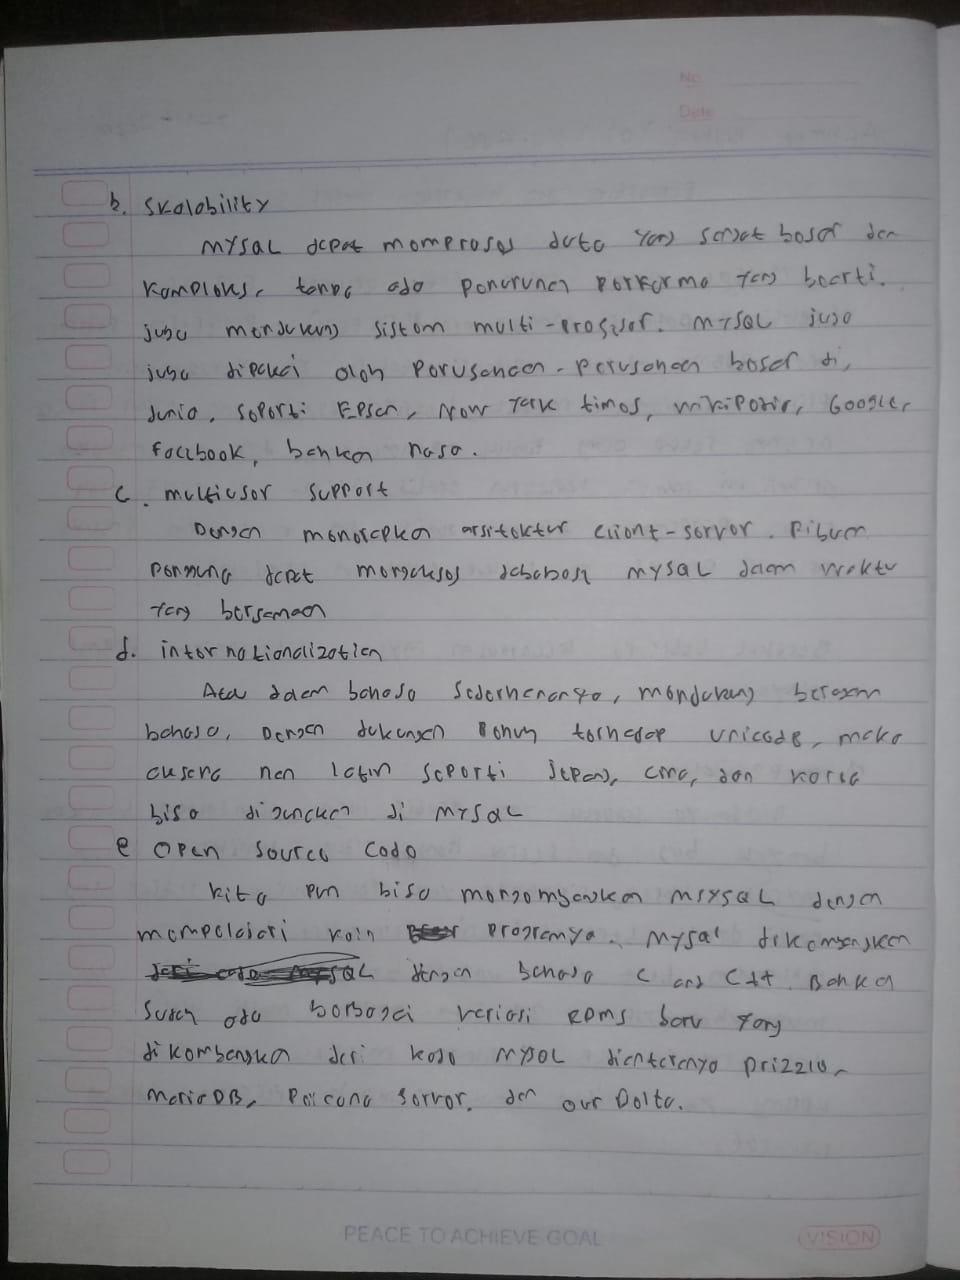 No
Date
b. Skalability
MYSQL dapat memproses data yang sangat besar dan
kompleks, tanpa ada penurunan performa yang berarti.
juga mendukung sistem multi-prosesor. MYSQL juga
juga dipakai oleh perusahaan-perusahaan besar di,
dunia, seperti Epson, New York times, wikipedia, Google,
facebook, bahkan nasa.
c. multiuser support
Dengan menerapkan arsitektur client-server. Ribuan
pengguna dapat mengakses database MYSQL dalam waktu
yang bersamaan
d. internationalization
Atau dalam bahasa sederhananya, mendukung beragam
bahasa, Dengan dukungan penuh terhadap unicode, maka
aksara non latin seperti jepang, cina, dan korea
bisa digunakan di MYSQL
e Open Source Code
kita pun bisa mengembangkan MYSQL dengan
mempelajari programnya. MYSQL dikembangkan
dengan bahasa C and C++. Bahkan
sudah ada berbagai variasi RDMS baru yang
dikembangkan dari kode MYSQL diantaranya Drizzle,
MariaDB, Percona Server, dan our Delta.
PEACE TO ACHIEVE GOAL
VISION